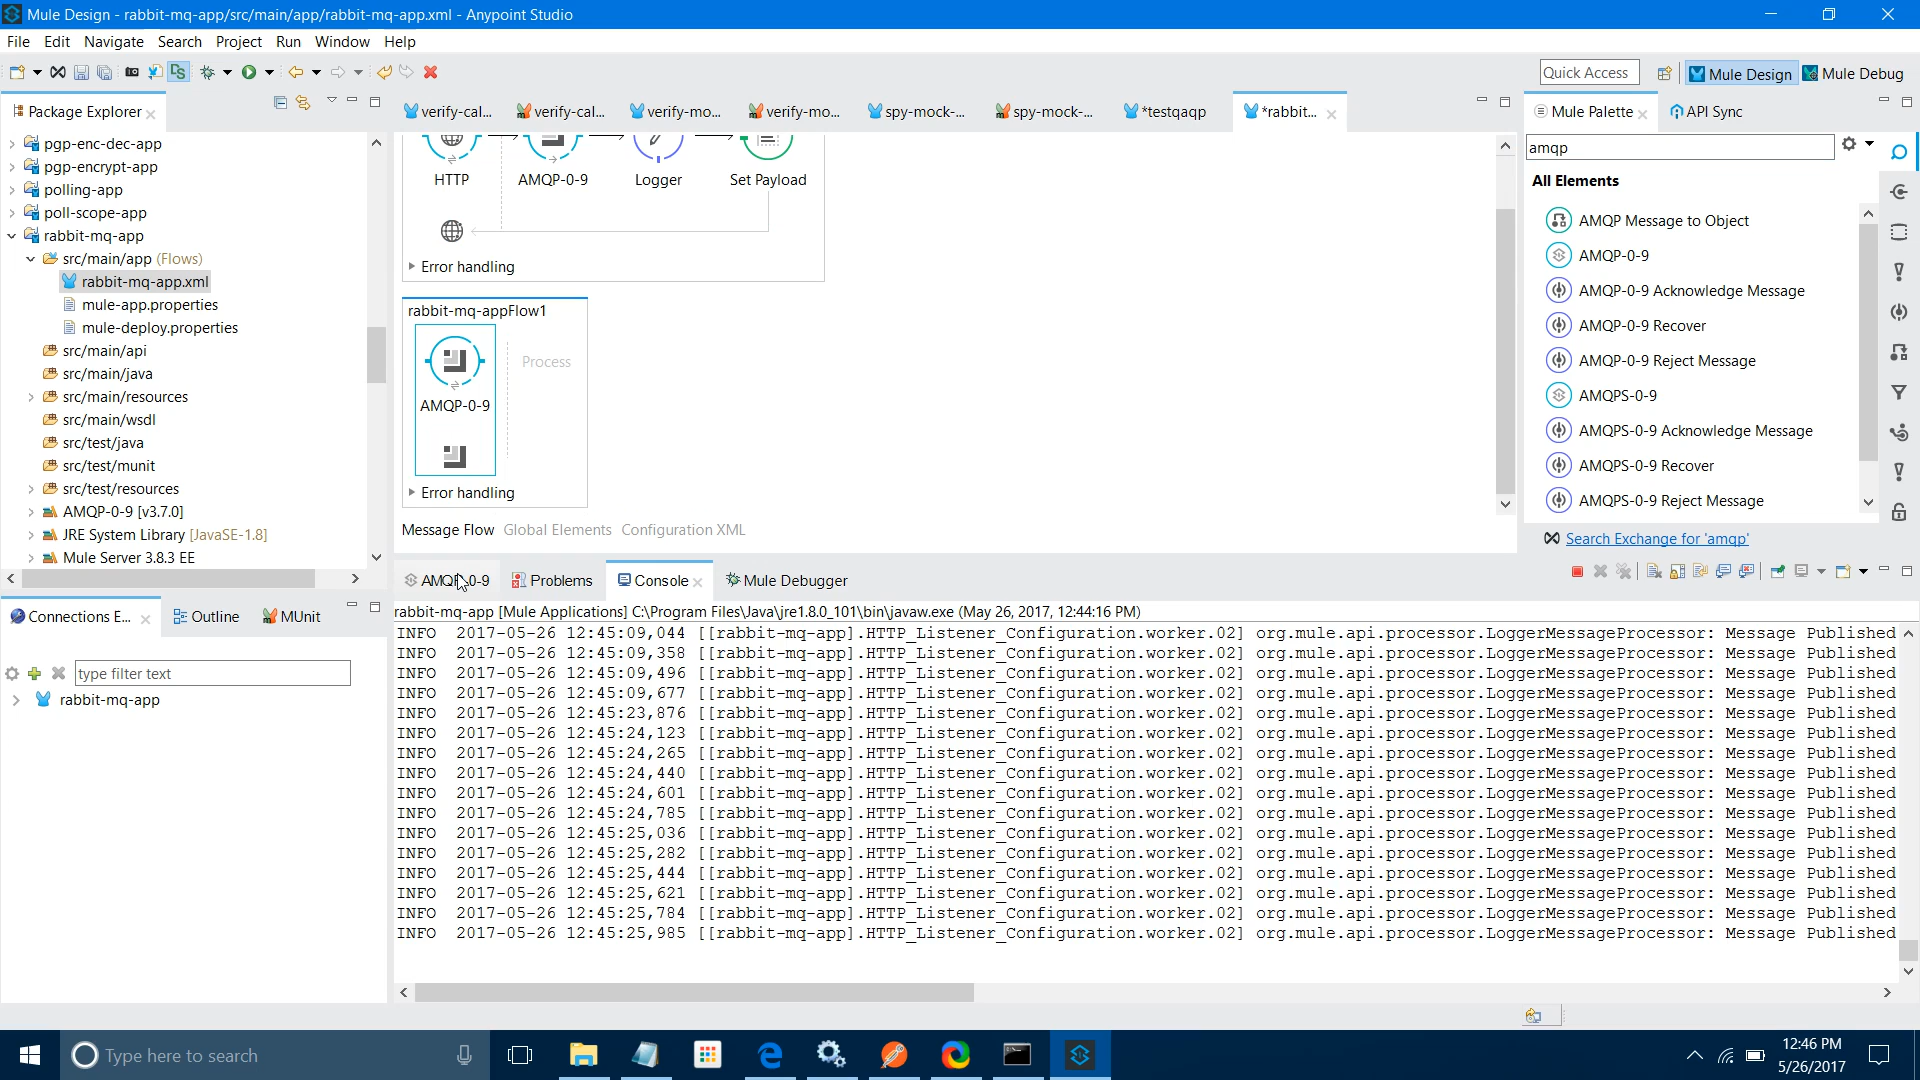 Mule Design - rabbit-mq-app/src/main/app/rabbit-mq-app.xml - Anypoint Studio
File Edit Navigate Search Project Run Window Help
Quick Access
Mule Design
Mule Debug
Package Explorer
pgp-enc-dec-app
pgp-encrypt-app
polling-app
poll-scope-app
rabbit-mq-app
src/main/app (Flows)
rabbit-mq-app.xml
mule-app.properties
mule-deploy.properties
src/main/api
src/main/java
src/main/resources
src/main/wsdl
src/test/java
src/test/munit
src/test/resources
AMQP-0-9 [v3.7.0]
JRE System Library [JavaSE-1.8]
Mule Server 3.8.3 EE
Connections E...
Outline
MUnit
type filter text
rabbit-mq-app
verify-cal...
verify-cal...
verify-mo...
verify-mo...
spy-mock-...
spy-mock-...
*testqaqp
*rabbit...
HTTP
AMQP-0-9
Logger
Set Payload
Error handling
rabbit-mq-appFlow1
Process
AMQP-0-9
Error handling
Message Flow Global Elements Configuration XML
Mule Palette
API Sync
amqp
All Elements
AMQP Message to Object
AMQP-0-9
AMQP-0-9 Acknowledge Message
AMQP-0-9 Recover
AMQP-0-9 Reject Message
AMQPS-0-9
AMQPS-0-9 Acknowledge Message
AMQPS-0-9 Recover
AMQPS-0-9 Reject Message
Search Exchange for 'amqp'
AMQP-0-9
Problems
Console
Mule Debugger
rabbit-mq-app [Mule Applications] C:\Program Files\Java\jre1.8.0_101\bin\javaw.exe (May 26, 2017, 12:44:16 PM)
INFO 2017-05-26 12:45:09,044 [[rabbit-mq-app].HTTP_Listener_Configuration.worker.02] org.mule.api.processor.LoggerMessageProcessor: Message Published
INFO 2017-05-26 12:45:09,358 [[rabbit-mq-app].HTTP_Listener_Configuration.worker.02] org.mule.api.processor.LoggerMessageProcessor: Message Published
INFO 2017-05-26 12:45:09,496 [[rabbit-mq-app].HTTP_Listener_Configuration.worker.02] org.mule.api.processor.LoggerMessageProcessor: Message Published
INFO 2017-05-26 12:45:09,677 [[rabbit-mq-app].HTTP_Listener_Configuration.worker.02] org.mule.api.processor.LoggerMessageProcessor: Message Published
INFO 2017-05-26 12:45:23,876 [[rabbit-mq-app].HTTP_Listener_Configuration.worker.02] org.mule.api.processor.LoggerMessageProcessor: Message Published
INFO 2017-05-26 12:45:24,123 [[rabbit-mq-app].HTTP_Listener_Configuration.worker.02] org.mule.api.processor.LoggerMessageProcessor: Message Published
INFO 2017-05-26 12:45:24,265 [[rabbit-mq-app].HTTP_Listener_Configuration.worker.02] org.mule.api.processor.LoggerMessageProcessor: Message Published
INFO 2017-05-26 12:45:24,440 [[rabbit-mq-app].HTTP_Listener_Configuration.worker.02] org.mule.api.processor.LoggerMessageProcessor: Message Published
INFO 2017-05-26 12:45:24,601 [[rabbit-mq-app].HTTP_Listener_Configuration.worker.02] org.mule.api.processor.LoggerMessageProcessor: Message Published
INFO 2017-05-26 12:45:24,785 [[rabbit-mq-app].HTTP_Listener_Configuration.worker.02] org.mule.api.processor.LoggerMessageProcessor: Message Published
INFO 2017-05-26 12:45:25,036 [[rabbit-mq-app].HTTP_Listener_Configuration.worker.02] org.mule.api.processor.LoggerMessageProcessor: Message Published
INFO 2017-05-26 12:45:25,282 [[rabbit-mq-app].HTTP_Listener_Configuration.worker.02] org.mule.api.processor.LoggerMessageProcessor: Message Published
INFO 2017-05-26 12:45:25,444 [[rabbit-mq-app].HTTP_Listener_Configuration.worker.02] org.mule.api.processor.LoggerMessageProcessor: Message Published
INFO 2017-05-26 12:45:25,621 [[rabbit-mq-app].HTTP_Listener_Configuration.worker.02] org.mule.api.processor.LoggerMessageProcessor: Message Published
INFO 2017-05-26 12:45:25,784 [[rabbit-mq-app].HTTP_Listener_Configuration.worker.02] org.mule.api.processor.LoggerMessageProcessor: Message Published
INFO 2017-05-26 12:45:25,985 [[rabbit-mq-app].HTTP_Listener_Configuration.worker.02] org.mule.api.processor.LoggerMessageProcessor: Message Published
Type here to search
12:46 PM
5/26/2017